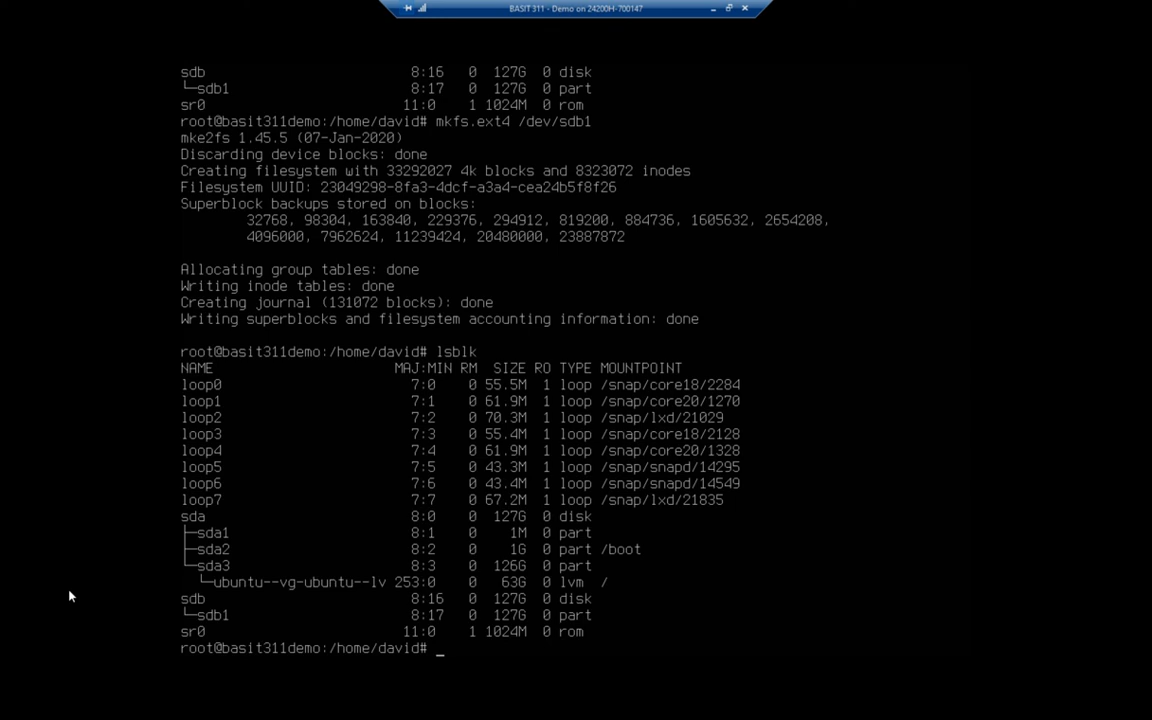 BASIT 311 - Demo on 24200H-700147
sdb 8:16 0 127G 0 disk
└─sdb1 8:17 0 127G 0 part
sr0 11:0 1 1024M 0 rom
root@basit311demo:/home/david# mkfs.ext4 /dev/sdb1
mke2fs 1.45.5 (07-Jan-2020)
Discarding device blocks: done
Creating filesystem with 33292027 4k blocks and 8323072 inodes
Filesystem UUID: 23049298-8fa3-4dcf-a3a4-cea24b5f8f26
Superblock backups stored on blocks:
32768, 98304, 163840, 229376, 294912, 819200, 884736, 1605632, 2654208,
4096000, 7962624, 11239424, 20480000, 23887872
Allocating group tables: done
Writing inode tables: done
Creating journal (131072 blocks): done
Writing superblocks and filesystem accounting information: done
root@basit311demo:/home/david# lsblk
NAME MAJ:MIN RM SIZE RO TYPE MOUNTPOINT
loop0 7:0 0 55.5M 1 loop /snap/core18/2284
loop1 7:1 0 61.9M 1 loop /snap/core20/1270
loop2 7:2 0 70.3M 1 loop /snap/lxd/21029
loop3 7:3 0 55.4M 1 loop /snap/core18/2128
loop4 7:4 0 61.9M 1 loop /snap/core20/1328
loop5 7:5 0 43.3M 1 loop /snap/snapd/14295
loop6 7:6 0 43.4M 1 loop /snap/snapd/14549
loop7 7:7 0 67.2M 1 loop /snap/lxd/21835
sda 8:0 0 127G 0 disk
├─sda1 8:1 0 1M 0 part
├─sda2 8:2 0 1G 0 part /boot
└─sda3 8:3 0 126G 0 part
└─ubuntu--vg-ubuntu--lv 253:0 0 63G 0 lvm /
sdb 8:16 0 127G 0 disk
└─sdb1 8:17 0 127G 0 part
sr0 11:0 1 1024M 0 rom
root@basit311demo:/home/david# _